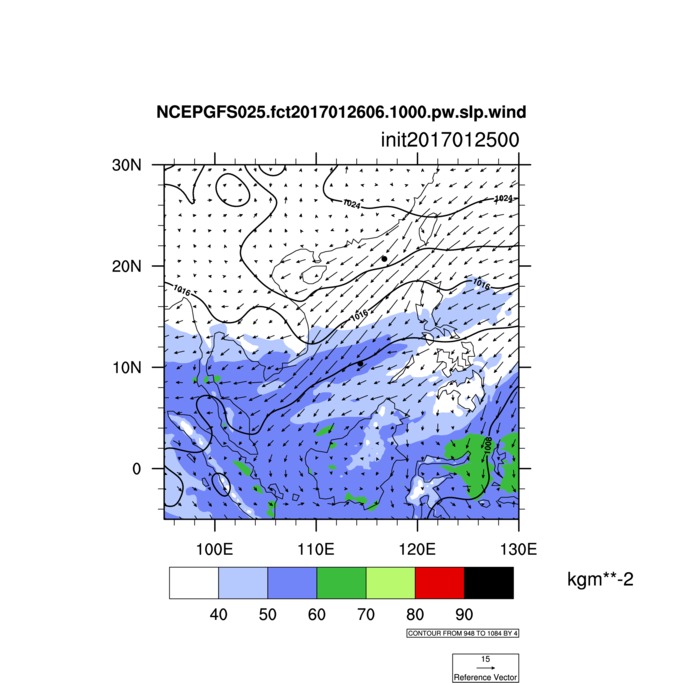 NCEPGFS025.fct2017012606.1000.pw.slp.wind
init2017012500
30N
1024
1024
20N
1016
1016
1016
10N
1008
0
100E 110E 120E 130E
kgm**-2
40 50 60 70 80 90
CONTOUR FROM 948 TO 1084 BY 4
15
Reference Vector